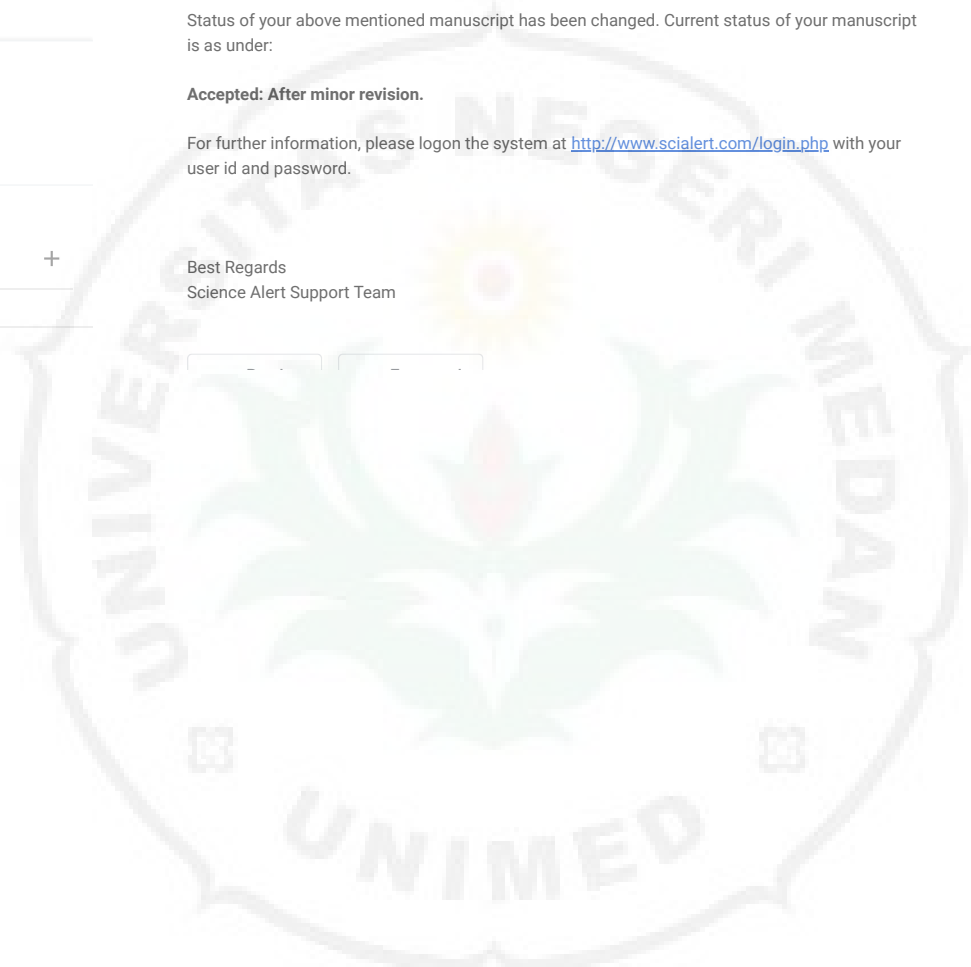 Status of your above mentioned manuscript has been changed. Current status of your manuscript
is as under:
Accepted: After minor revision.
For further information, please logon the system at http://www.scialert.com/login.php with your
user id and password.
+
Best Regards
Science Alert Support Team
UNIVERSITAS NEGERI MEDAN
UNIMED